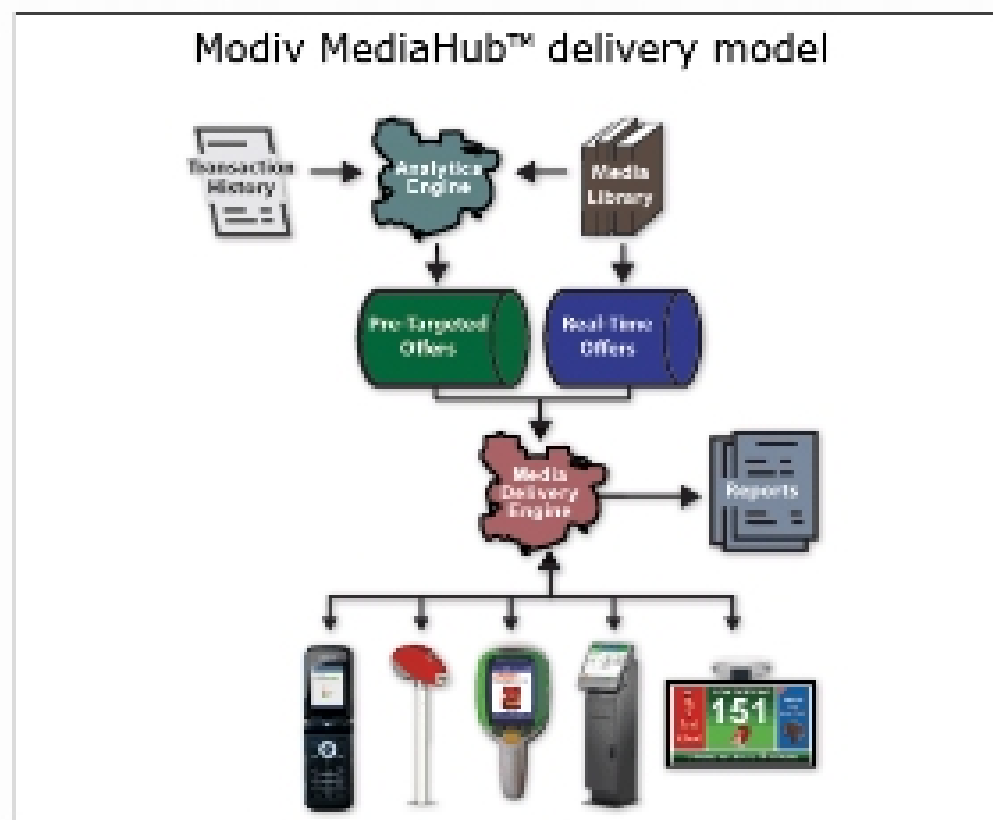 Modiv MediaHub™ delivery model
Transaction
History
Analytics
Engine
Media
Library
Pre-Targeted
Offers
Real-Time
Offers
Media
Delivery
Engine
Reports
151